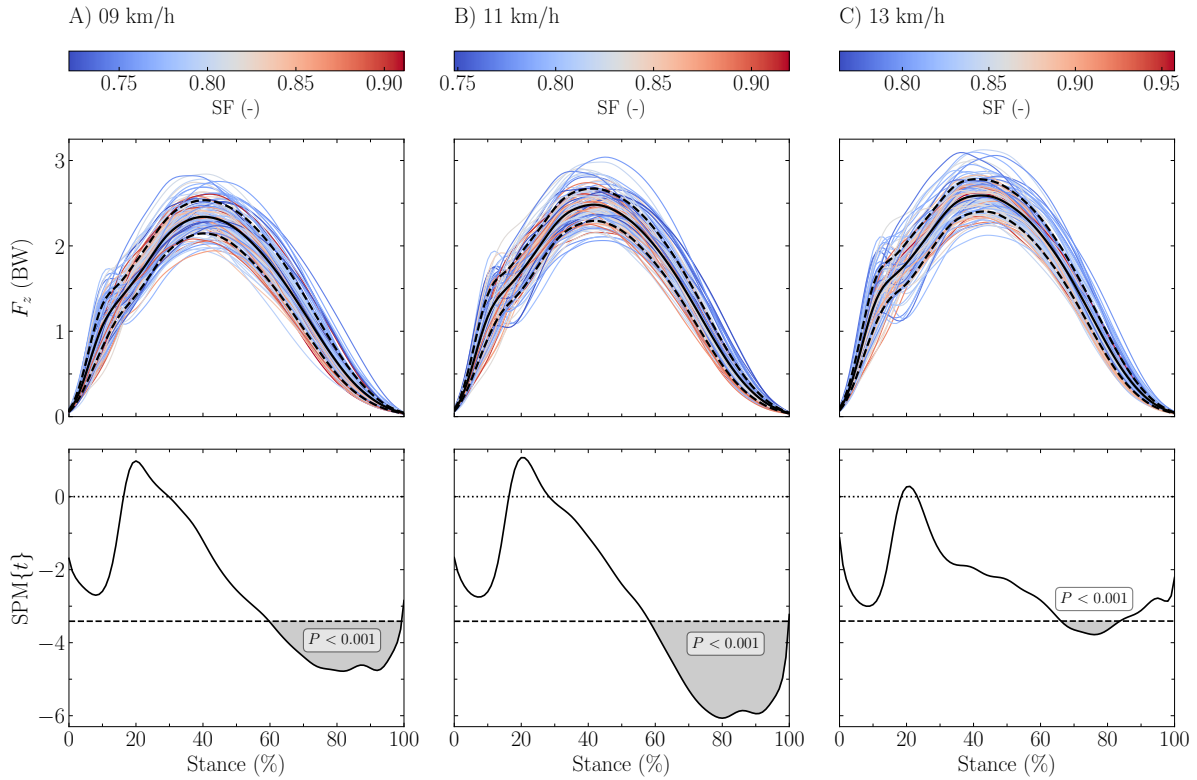 A) 09 km/h
B) 11 km/h
C) 13 km/h
0.75 0.80 0.85 0.90
SF (-)
0.75 0.80 0.85 0.90
SF (-)
0.80 0.85 0.90 0.95
SF (-)
F_z (BW)
3
2
1
0
SPM{t}
0
−2
−4
−6
P < 0.001
P < 0.001
P < 0.001
0 20 40 60 80 100
Stance (%)
0 20 40 60 80 100
Stance (%)
0 20 40 60 80 100
Stance (%)